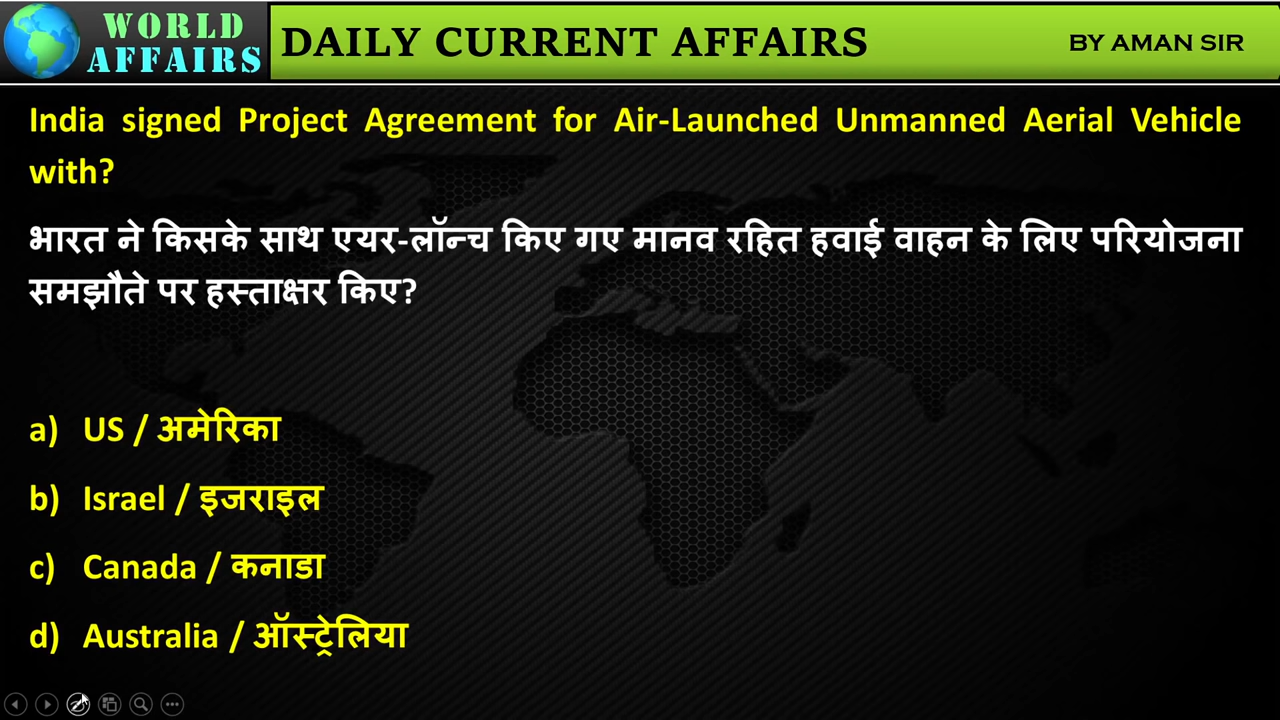 WORLD
AFFAIRS
DAILY CURRENT AFFAIRS
BY AMAN SIR
India signed Project Agreement for Air-Launched Unmanned Aerial Vehicle
with?
भारत ने किसके साथ एयर-लॉन्च किए गए मानव रहित हवाई वाहन के लिए परियोजना
समझौते पर हस्ताक्षर किए?
a) US / अमेरिका
b) Israel / इजराइल
c) Canada / कनाडा
d) Australia / ऑस्ट्रेलिया